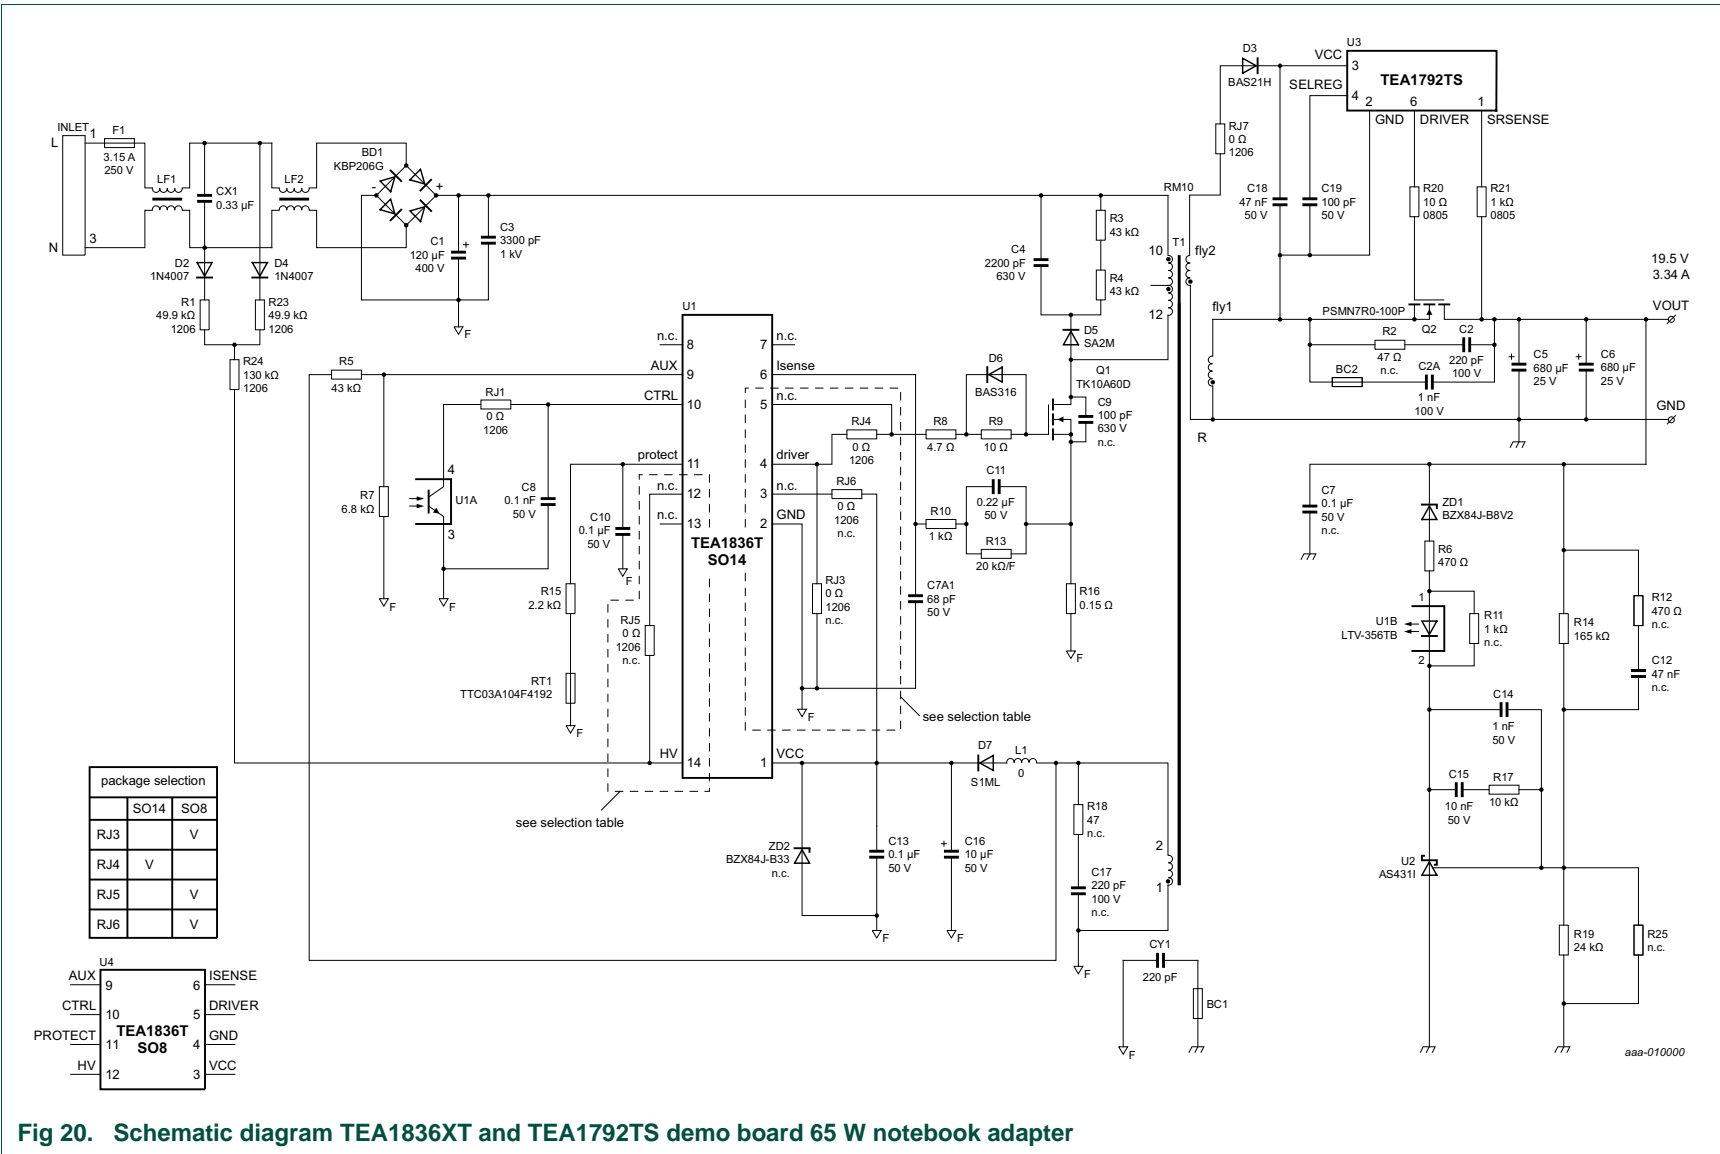 INLET
L
1
F1
3.15 A
250 V
LF1
CX1
0.33 µF
LF2
N
3
BD1
KBP206G
-
+
C1
120 µF
400 V
+
C3
3300 pF
1 kV
F
D2
1N4007
D4
1N4007
R1
49.9 kΩ
1206
R23
49.9 kΩ
1206
R24
130 kΩ
1206
R5
43 kΩ
RJ1
0 Ω
1206
R7
6.8 kΩ
F
4
U1A
3
F
C8
0.1 nF
50 V
C10
0.1 µF
50 V
F
R15
2.2 kΩ
RT1
TTC03A104F4192
F
RJ5
0 Ω
1206
n.c.
U1
n.c.
8
AUX
9
CTRL
10
protect
11
n.c.
12
n.c.
13
HV
14
TEA1836T
SO14
n.c.
7
Isense
6
n.c.
5
driver
4
n.c.
3
GND
2
VCC
1
see selection table
see selection table
RJ4
0 Ω
1206
RJ6
0 Ω
1206
n.c.
RJ3
0 Ω
1206
n.c.
F
C7A1
68 pF
50 V
R8
4.7 Ω
D6
BAS316
R9
10 Ω
R10
1 kΩ
C11
0.22 µF
50 V
R13
20 kΩ/F
C4
2200 pF
630 V
R3
43 kΩ
R4
43 kΩ
D5
SA2M
Q1
TK10A60D
C9
100 pF
630 V
n.c.
R16
0.15 Ω
F
RM10
T1
10
12
fly2
fly1
R
RJ7
0 Ω
1206
D3
BAS21H
U3
TEA1792TS
VCC
3
SELREG
4
2
6
1
GND
DRIVER
SRSENSE
C18
47 nF
50 V
C19
100 pF
50 V
R20
10 Ω
0805
R21
1 kΩ
0805
PSMN7R0-100P
Q2
R2
47 Ω
n.c.
C2
220 pF
100 V
BC2
C2A
1 nF
100 V
+
C5
680 µF
25 V
+
C6
680 µF
25 V
19.5 V
3.34 A
VOUT
GND
C7
0.1 µF
50 V
n.c.
ZD1
BZX84J-B8V2
R6
470 Ω
1
U1B
LTV-356TB
2
R11
1 kΩ
n.c.
R14
165 kΩ
R12
470 Ω
n.c.
C12
47 nF
n.c.
C14
1 nF
50 V
C15
10 nF
50 V
R17
10 kΩ
U2
AS431I
R19
24 kΩ
R25
n.c.
D7
S1ML
L1
0
ZD2
BZX84J-B33
n.c.
C13
0.1 µF
50 V
F
+
C16
10 µF
50 V
F
R18
47
n.c.
C17
220 pF
100 V
n.c.
F
2
1
CY1
220 pF
BC1
F
package selection
SO14 SO8
RJ3 V
RJ4 V
RJ5 V
RJ6 V
U4
AUX
9
CTRL
10
PROTECT
11
HV
12
TEA1836T
SO8
ISENSE
6
DRIVER
5
GND
4
VCC
3
aaa-010000
Fig 20. Schematic diagram TEA1836XT and TEA1792TS demo board 65 W notebook adapter